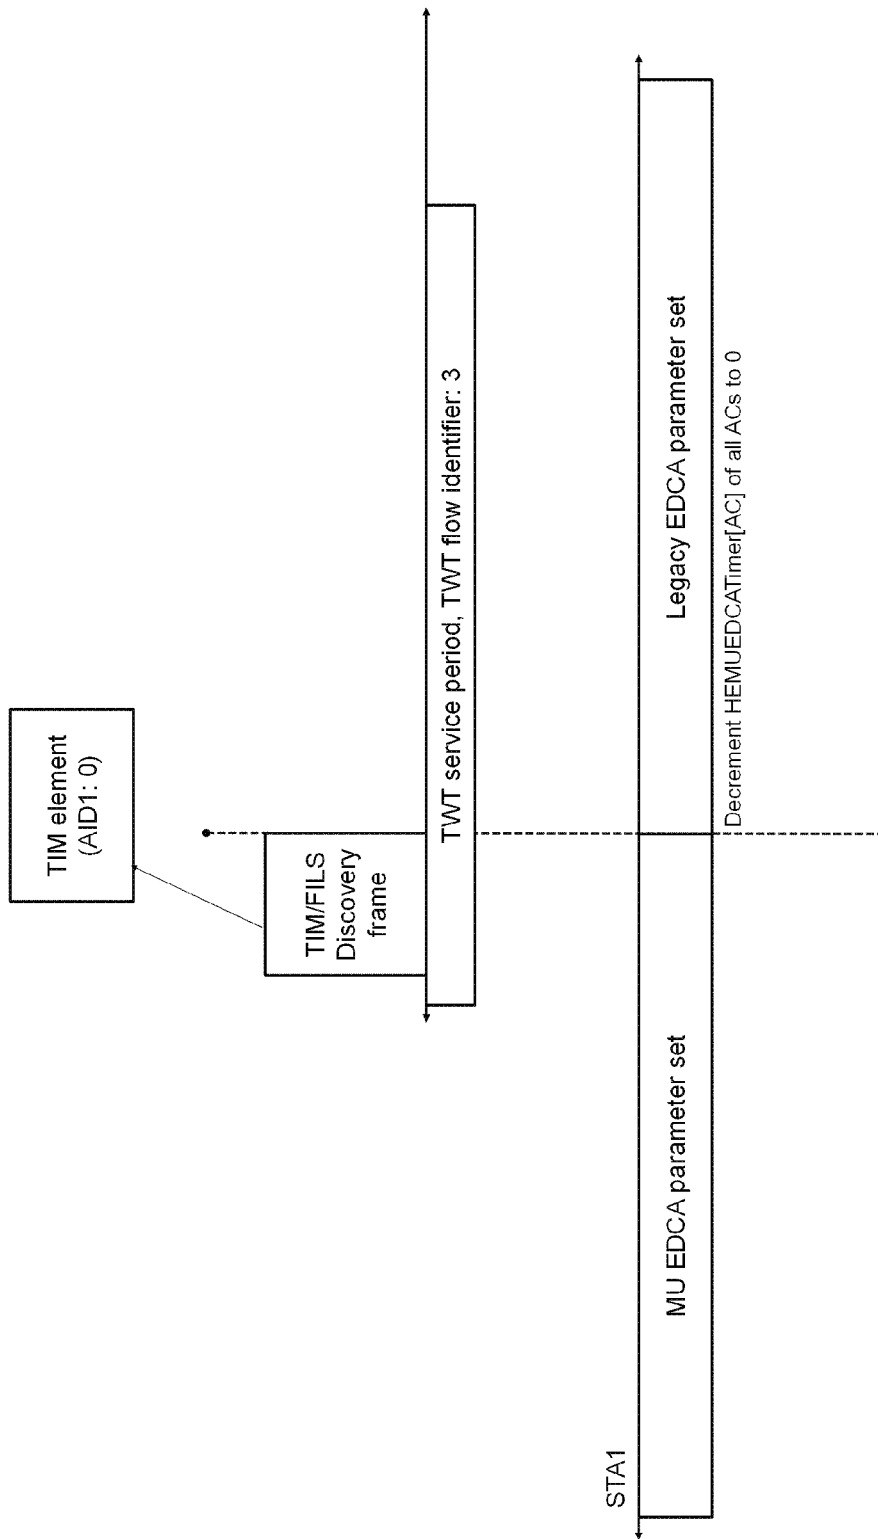 TIM element
(AID1: 0)
TIM/FILS
Discovery
frame
TWT service period, TWT flow identifier: 3
STA1
MU EDCA parameter set
Legacy EDCA parameter set
Decrement HEMUEDCATimer[AC] of all ACs to 0